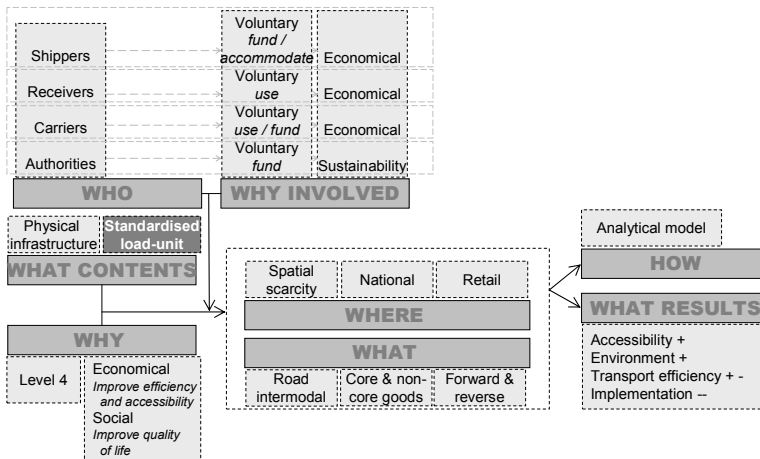 Shippers
Voluntary
fund /
accommodate
Economical
Receivers
Voluntary
use
Economical
Carriers
Voluntary
use / fund
Economical
Authorities
Voluntary
fund
Sustainability
WHO
WHY INVOLVED
Physical
infrastructure
Standardised
load-unit
WHAT CONTENTS
WHY
Level 4
Economical
Improve efficiency
and accessibility
Social
Improve quality
of life
Spatial
scarcity
National
Retail
WHERE
WHAT
Road
intermodal
Core & non-
core goods
Forward &
reverse
Analytical model
HOW
WHAT RESULTS
Accessibility +
Environment +
Transport efficiency + -
Implementation --